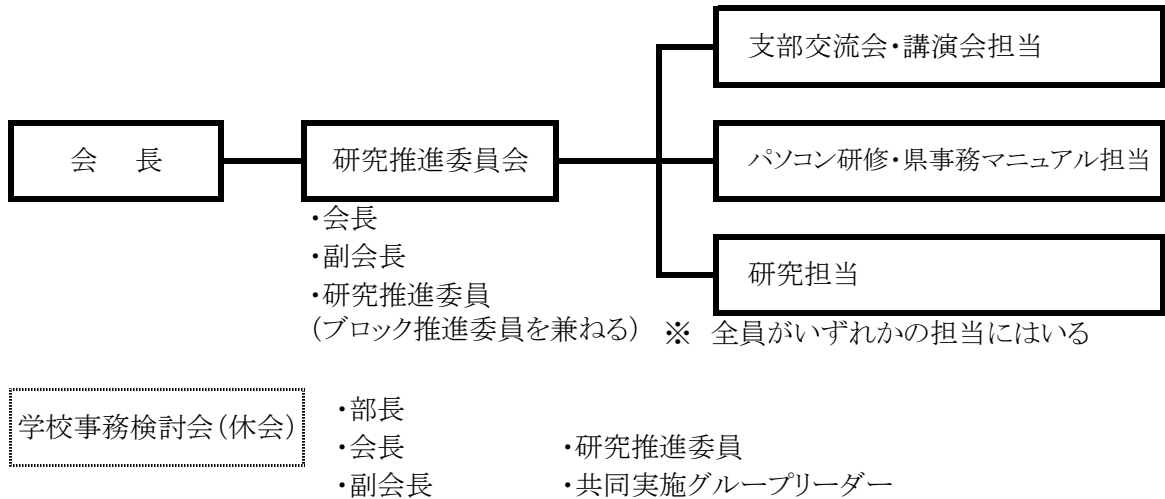 支部交流会・講演会担当
会　長
研究推進委員会
パソコン研修・県事務マニュアル担当
・会長
・副会長
・研究推進委員
(ブロック推進委員を兼ねる)
研究担当
※　全員がいずれかの担当にはいる
学校事務検討会(休会)
・部長
・会長　・研究推進委員
・副会長　・共同実施グループリーダー